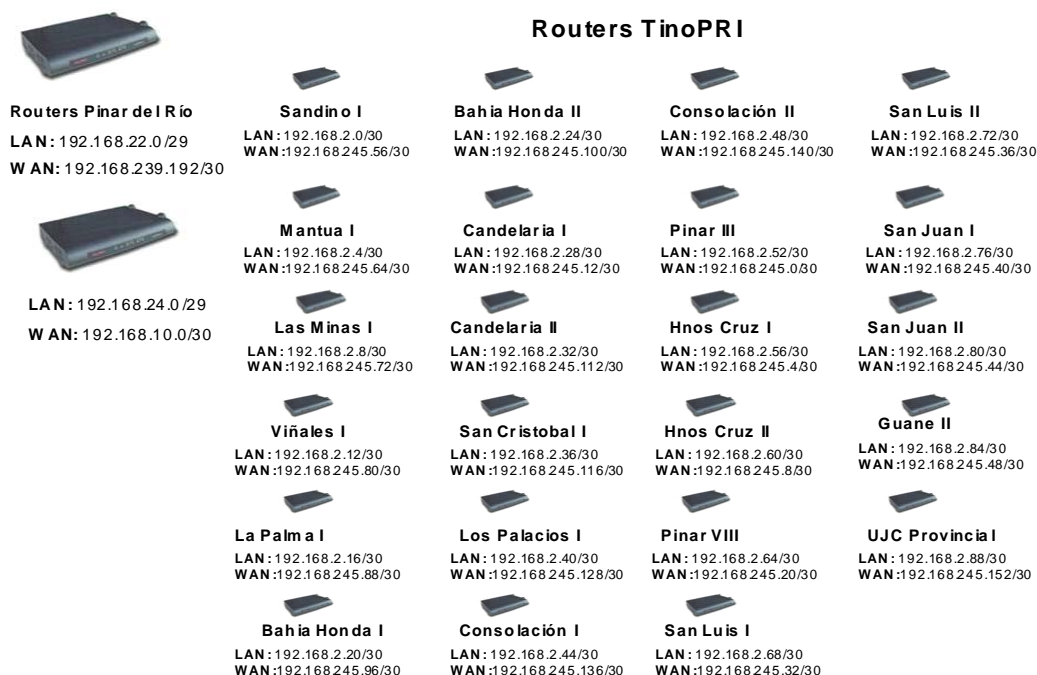 Routers TinoPRI
Routers Pinar del Río
LAN: 192.168.22.0/29
WAN: 192.168.239.192/30
LAN: 192.168.24.0/29
WAN: 192.168.10.0/30
Sandino I
LAN: 192.168.2.0/30
WAN:192.168.245.56/30
Bahia Honda II
LAN: 192.168.2.24/30
WAN:192.168.245.100/30
Consolación II
LAN: 192.168.2.48/30
WAN:192.168.245.140/30
San Luis II
LAN: 192.168.2.72/30
WAN:192.168.245.36/30
Mantua I
LAN: 192.168.2.4/30
WAN:192.168.245.64/30
Candelaria I
LAN: 192.168.2.28/30
WAN:192.168.245.12/30
Pinar III
LAN: 192.168.2.52/30
WAN:192.168.245.0/30
San Juan I
LAN: 192.168.2.76/30
WAN:192.168.245.40/30
Las Minas I
LAN: 192.168.2.8/30
WAN:192.168.245.72/30
Candelaria II
LAN: 192.168.2.32/30
WAN:192.168.245.112/30
Hnos Cruz I
LAN: 192.168.2.56/30
WAN:192.168.245.4/30
San Juan II
LAN: 192.168.2.80/30
WAN:192.168.245.44/30
Viñales I
LAN: 192.168.2.12/30
WAN:192.168.245.80/30
San Cristobal I
LAN: 192.168.2.36/30
WAN:192.168.245.116/30
Hnos Cruz II
LAN: 192.168.2.60/30
WAN:192.168.245.8/30
Guane II
LAN: 192.168.2.84/30
WAN:192.168.245.48/30
La Palma I
LAN: 192.168.2.16/30
WAN:192.168.245.88/30
Los Palacios I
LAN: 192.168.2.40/30
WAN:192.168.245.128/30
Pinar VIII
LAN: 192.168.2.64/30
WAN:192.168.245.20/30
UJC Provincial
LAN: 192.168.2.88/30
WAN:192.168.245.152/30
Bahia Honda I
LAN: 192.168.2.20/30
WAN:192.168.245.96/30
Consolación I
LAN: 192.168.2.44/30
WAN:192.168.245.136/30
San Luis I
LAN: 192.168.2.68/30
WAN:192.168.245.32/30